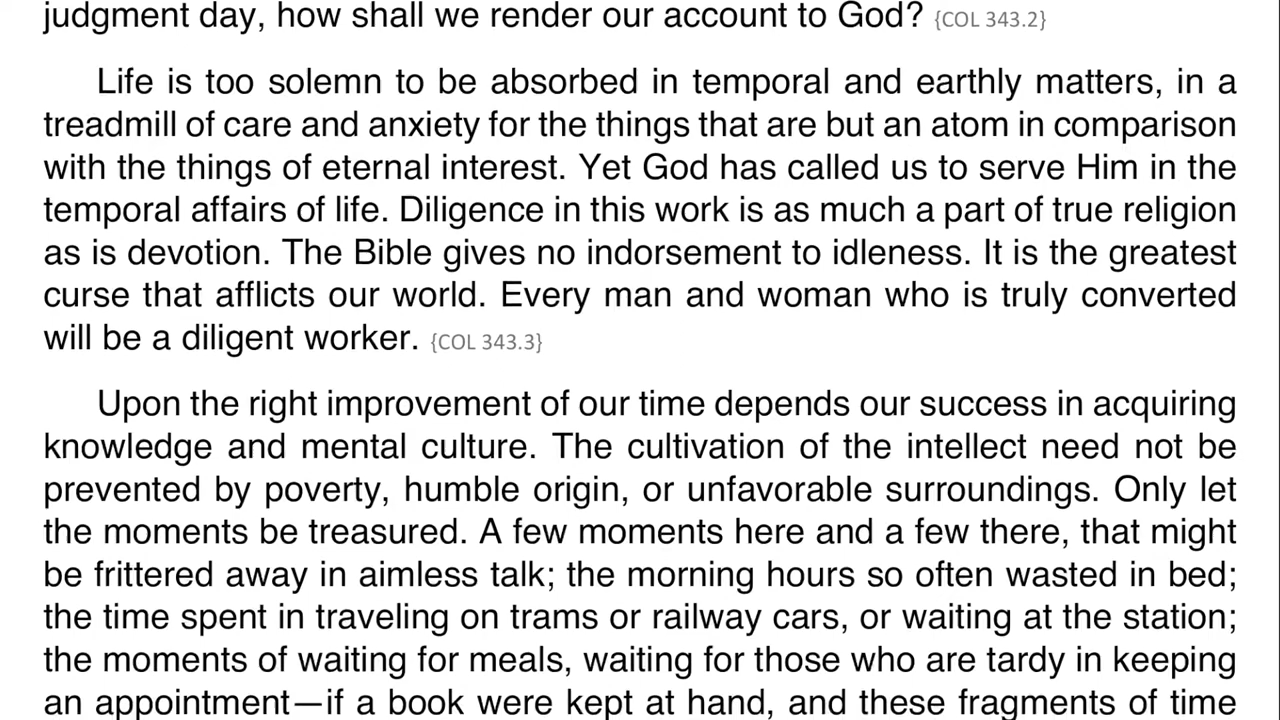 judgment day, how shall we render our account to God? {COL 343.2}
Life is too solemn to be absorbed in temporal and earthly matters, in a
treadmill of care and anxiety for the things that are but an atom in comparison
with the things of eternal interest. Yet God has called us to serve Him in the
temporal affairs of life. Diligence in this work is as much a part of true religion
as is devotion. The Bible gives no indorsement to idleness. It is the greatest
curse that afflicts our world. Every man and woman who is truly converted
will be a diligent worker. {COL 343.3}
Upon the right improvement of our time depends our success in acquiring
knowledge and mental culture. The cultivation of the intellect need not be
prevented by poverty, humble origin, or unfavorable surroundings. Only let
the moments be treasured. A few moments here and a few there, that might
be frittered away in aimless talk; the morning hours so often wasted in bed;
the time spent in traveling on trams or railway cars, or waiting at the station;
the moments of waiting for meals, waiting for those who are tardy in keeping
an appointment—if a book were kept at hand, and these fragments of time